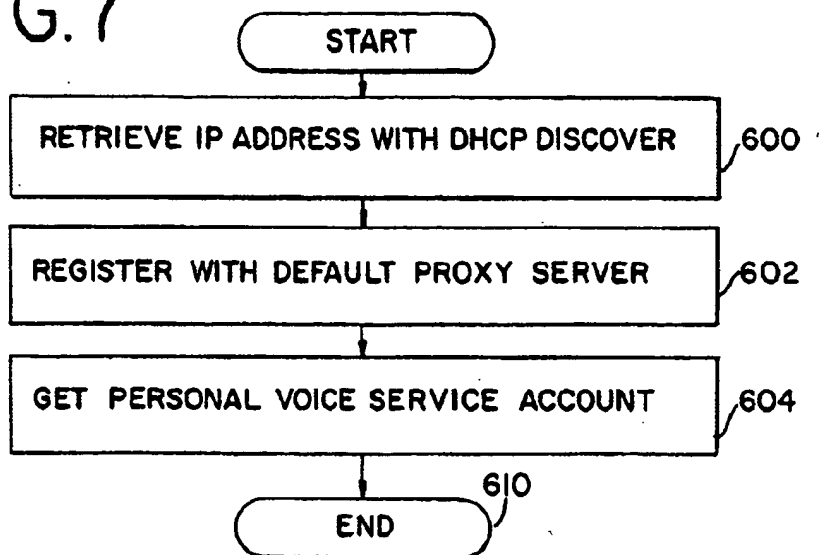 G. 7
START
RETRIEVE IP ADDRESS WITH DHCP DISCOVER
600
REGISTER WITH DEFAULT PROXY SERVER
602
GET PERSONAL VOICE SERVICE ACCOUNT
604
610
END